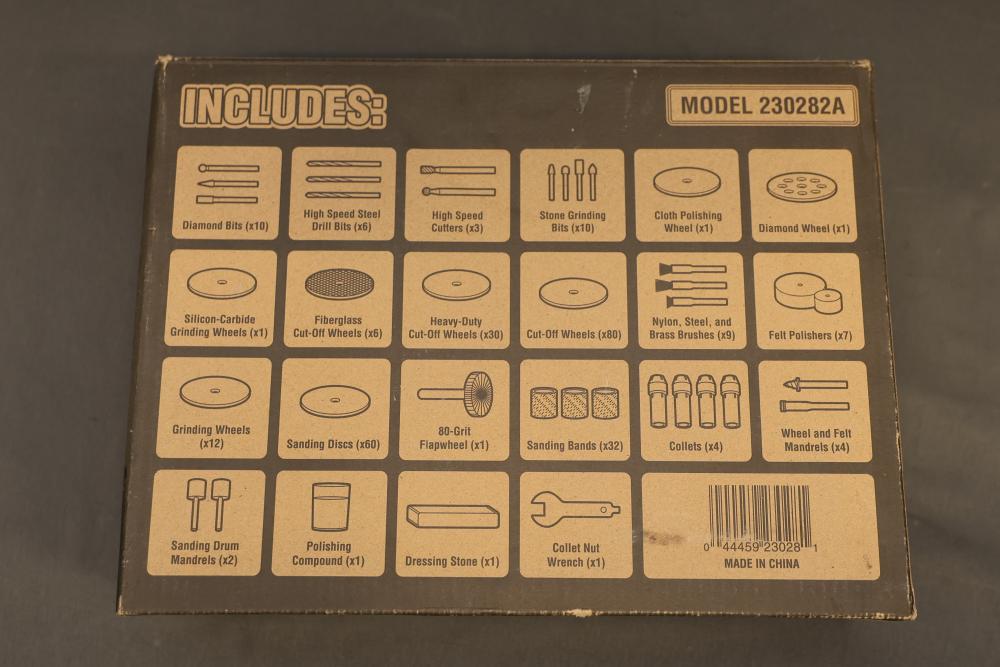 INCLUDES:
MODEL 230282A
Diamond Bits (x10)
High Speed Steel
Drill Bits (x6)
High Speed
Cutters (x3)
Stone Grinding
Bits (x10)
Cloth Polishing
Wheel (x1)
Diamond Wheel (x1)
Silicon-Carbide
Grinding Wheels (x1)
Fiberglass
Cut-Off Wheels (x6)
Heavy-Duty
Cut-Off Wheels (x30)
Cut-Off Wheels (x80)
Nylon, Steel, and
Brass Brushes (x9)
Felt Polishers (x7)
Grinding Wheels
(x12)
Sanding Discs (x60)
80-Grit
Flapwheel (x1)
Sanding Bands (x32)
Collets (x4)
Wheel and Felt
Mandrels (x4)
Sanding Drum
Mandrels (x2)
Polishing
Compound (x1)
Dressing Stone (x1)
Collet Nut
Wrench (x1)
0 44459 23028 1
MADE IN CHINA